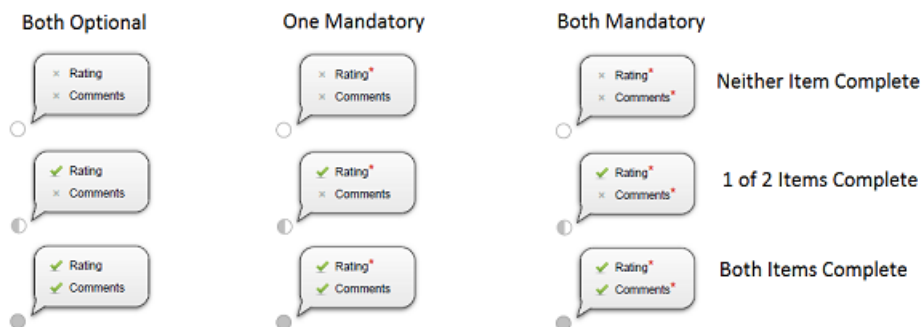 Both Optional One Mandatory Both Mandatory
Rating Rating* Rating* Neither Item Complete
Comments Comments Comments*
Rating Rating* Rating* 1 of 2 Items Complete
Comments Comments Comments*
Rating Rating* Rating* Both Items Complete
Comments Comments Comments*